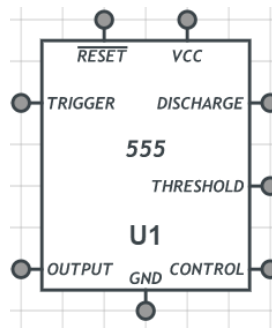 RESET VCC
TRIGGER DISCHARGE
555
THRESHOLD
U1
OUTPUT GND CONTROL